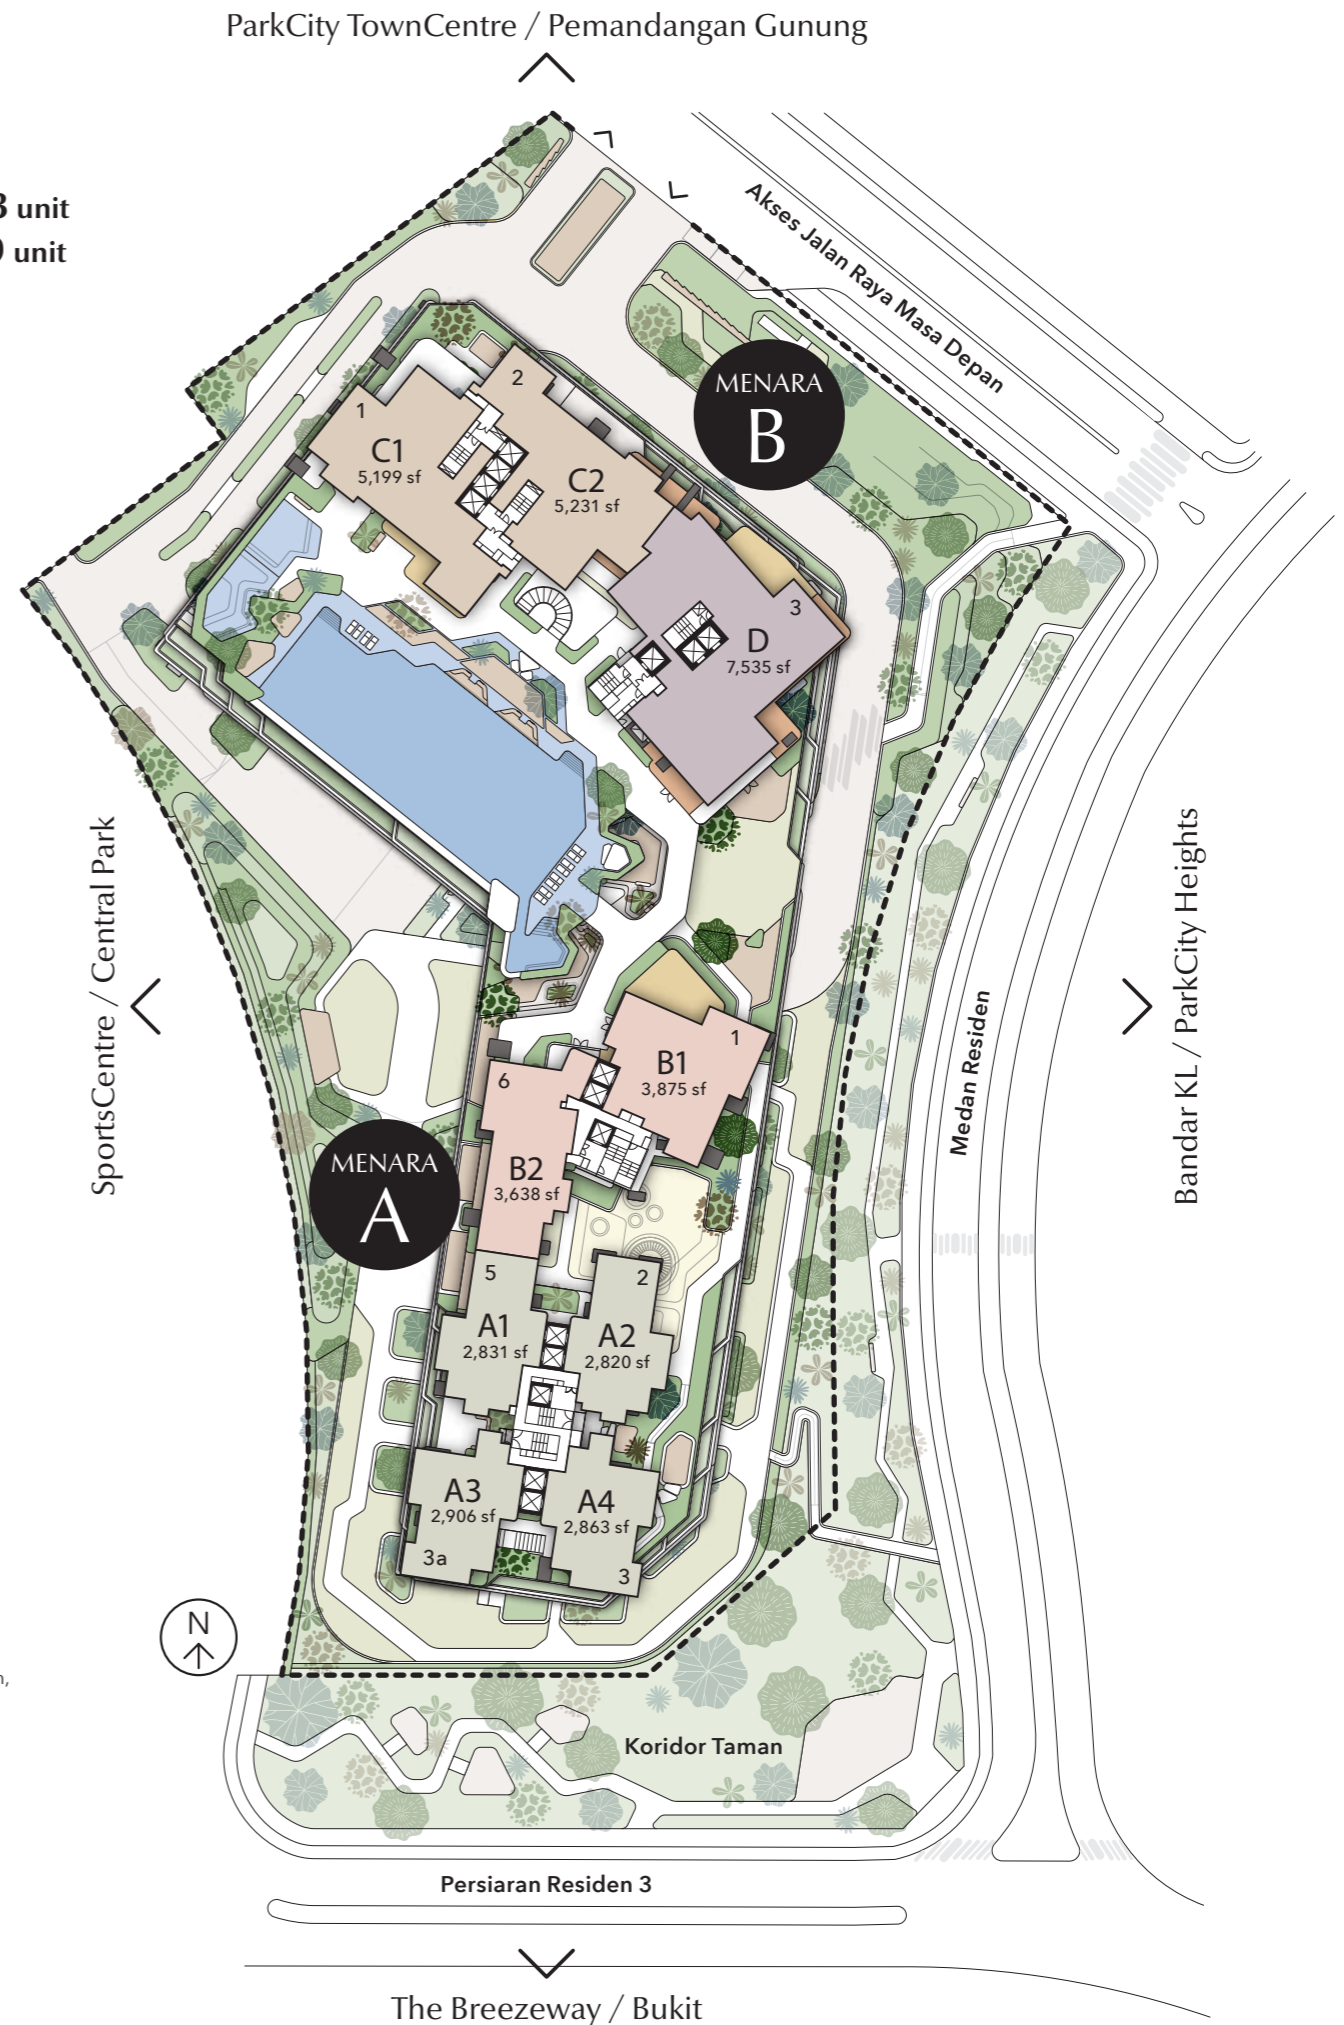 ParkCity TownCentre / Pemandangan Gunung
unit
unit
Akses Jalan Raya Masa Depan
MENARA
B
2
1
C1
5,199 sf
C2
5,231 sf
3
D
7,535 sf
SportsCentre / Central Park
Bandar KL / ParkCity Heights
Medan Residen
1
B1
3,875 sf
6
B2
3,638 sf
MENARA
A
5
A1
2,831 sf
2
A2
2,820 sf
A3
2,906 sf
3a
A4
2,863 sf
3
N
Koridor Taman
Persiaran Residen 3
The Breezeway / Bukit